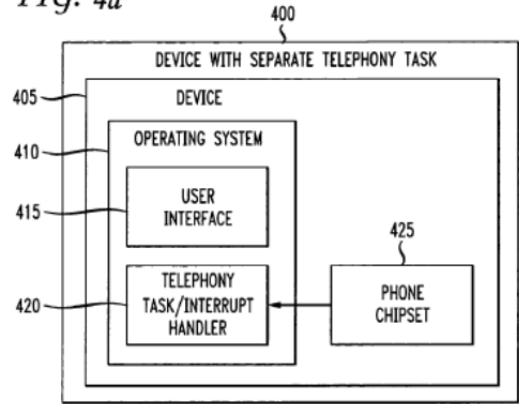 FIG. 4a
400
DEVICE WITH SEPARATE TELEPHONY TASK
405
DEVICE
410
OPERATING SYSTEM
415
USER
INTERFACE
425
420
TELEPHONY
TASK/INTERRUPT
HANDLER
PHONE
CHIPSET